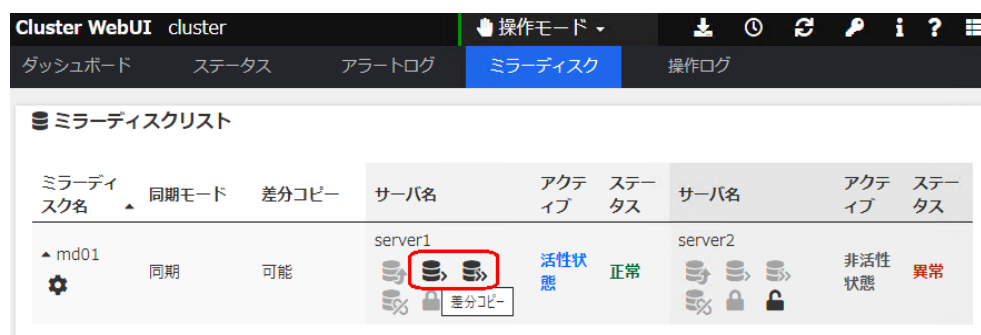 Cluster WebUI cluster 操作モード
ダッシュボード ステータス アラートログ ミラーディスク 操作ログ
ミラーディスクリスト
ミラーディスク名 同期モード 差分コピー サーバ名 アクティブ ステータス サーバ名 アクティブ ステータス
md01 同期 可能 server1 活性状態 正常 server2 非活性状態 異常
差分コピー